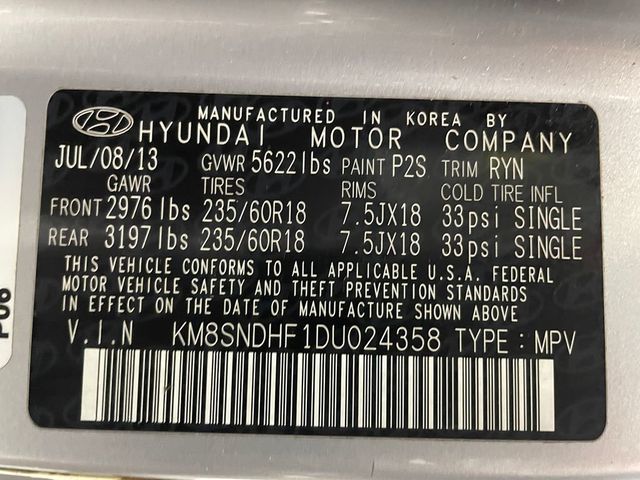 MANUFACTURED IN KOREA BY
HYUNDAI MOTOR COMPANY
JUL/08/13 GVWR 5622lbs PAINT P2S TRIM RYN
GAWR TIRES RIMS COLD TIRE INFL
FRONT 2976lbs 235/60R18 7.5JX18 33psi SINGLE
REAR 3197lbs 235/60R18 7.5JX18 33psi SINGLE
THIS VEHICLE CONFORMS TO ALL APPLICABLE U.S.A. FEDERAL
MOTOR VEHICLE SAFETY AND THEFT PREVENTION STANDARDS
IN EFFECT ON THE DATE OF MANUFACTURE SHOWN ABOVE
V.I.N KM8SNDHF1DU024358 TYPE : MPV
P08